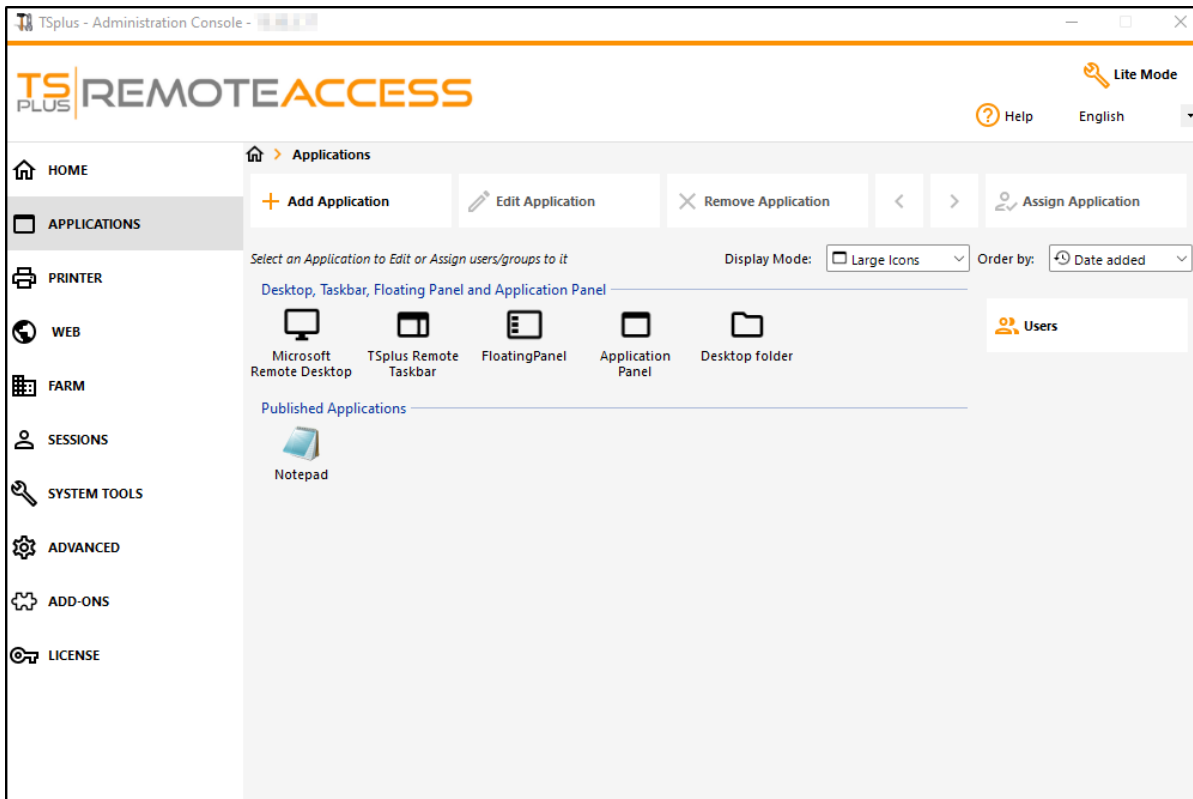 TSplus - Administration Console -
TS PLUS REMOTEACCESS
Lite Mode
Help
English
HOME
APPLICATIONS
PRINTER
WEB
FARM
SESSIONS
SYSTEM TOOLS
ADVANCED
ADD-ONS
LICENSE
Applications
Add Application
Edit Application
Remove Application
Assign Application
Select an Application to Edit or Assign users/groups to it
Display Mode:
Large Icons
Order by:
Date added
Desktop, Taskbar, Floating Panel and Application Panel
Microsoft
Remote Desktop
TSplus Remote
Taskbar
FloatingPanel
Application
Panel
Desktop folder
Users
Published Applications
Notepad